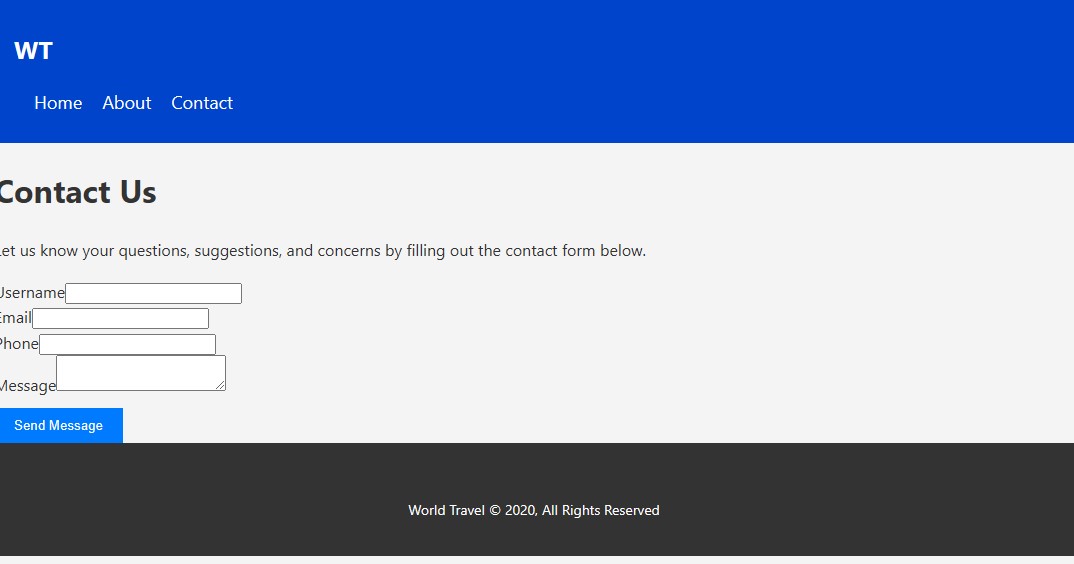 WT
Home About Contact
Contact Us
Let us know your questions, suggestions, and concerns by filling out the contact form below.
Username
Email
Phone
Message
Send Message
World Travel © 2020, All Rights Reserved